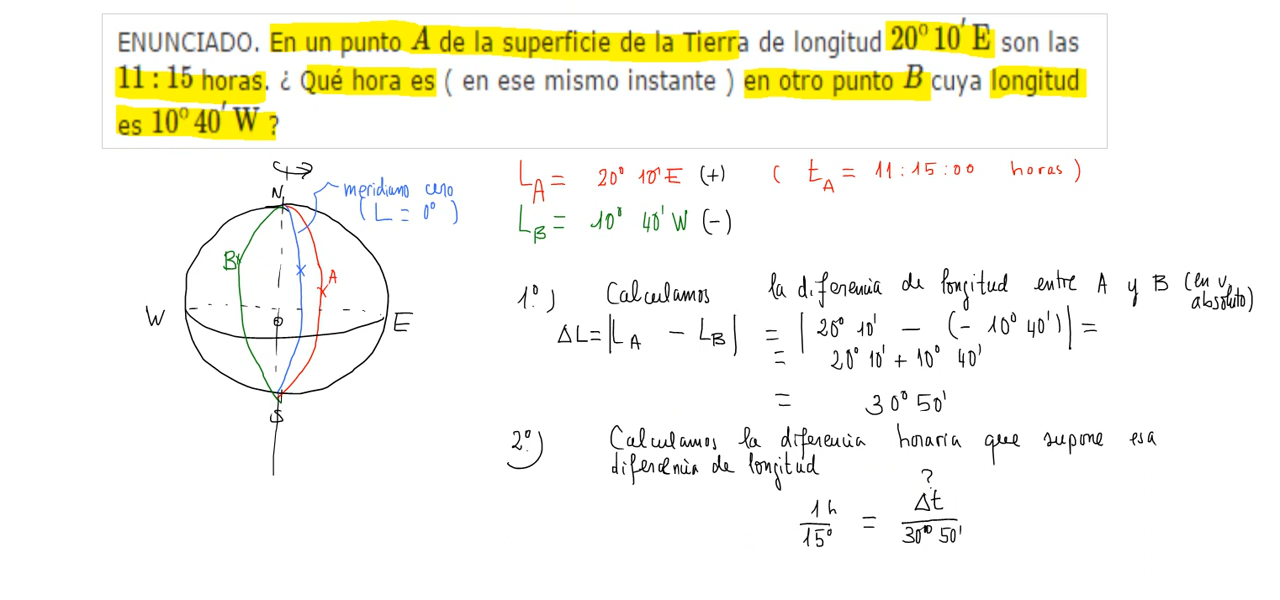 ENUNCIADO. En un punto A de la superficie de la Tierra de longitud 20° 10′ E son las
11 : 15 horas. ¿ Qué hora es ( en ese mismo instante ) en otro punto B cuya longitud
es 10° 40′ W ?
N
meridiano cero
( L = 0° )
B
A
W
E
S
L_A = 20° 10' E (+) ( t_A = 11:15:00 horas )
L_B = 10° 40' W (-)
1º) Calculamos la diferencia de longitud entre A y B (en v. absoluto)
ΔL = |L_A - L_B| = | 20° 10' - (- 10° 40') | =
= 20° 10' + 10° 40'
= 30° 50'
2º) Calculamos la diferencia horaria que supone esa
diferencia de longitud
?
1h / 15° = Δt / 30° 50'